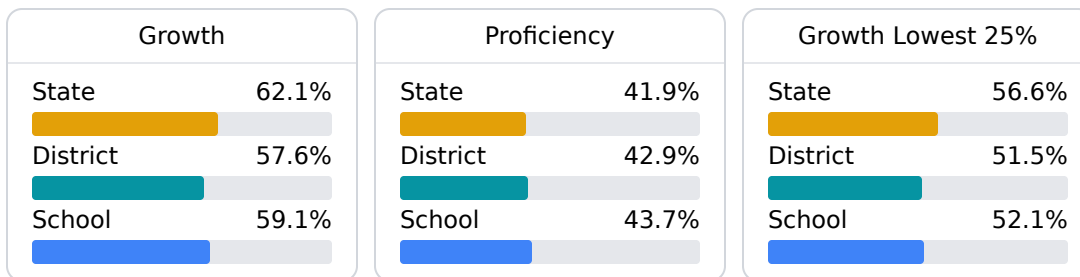 Growth
State 62.1%
District 57.6%
School 59.1%
Proficiency
State 41.9%
District 42.9%
School 43.7%
Growth Lowest 25%
State 56.6%
District 51.5%
School 52.1%